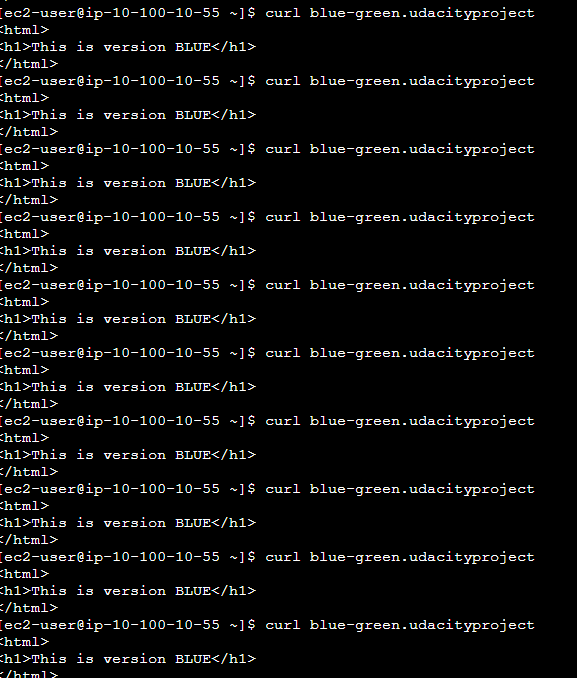 [ec2-user@ip-10-100-10-55 ~]$ curl blue-green.udacityproject
<html>
<h1>This is version BLUE</h1>
</html>
[ec2-user@ip-10-100-10-55 ~]$ curl blue-green.udacityproject
<html>
<h1>This is version BLUE</h1>
</html>
[ec2-user@ip-10-100-10-55 ~]$ curl blue-green.udacityproject
<html>
<h1>This is version BLUE</h1>
</html>
[ec2-user@ip-10-100-10-55 ~]$ curl blue-green.udacityproject
<html>
<h1>This is version BLUE</h1>
</html>
[ec2-user@ip-10-100-10-55 ~]$ curl blue-green.udacityproject
<html>
<h1>This is version BLUE</h1>
</html>
[ec2-user@ip-10-100-10-55 ~]$ curl blue-green.udacityproject
<html>
<h1>This is version BLUE</h1>
</html>
[ec2-user@ip-10-100-10-55 ~]$ curl blue-green.udacityproject
<html>
<h1>This is version BLUE</h1>
</html>
[ec2-user@ip-10-100-10-55 ~]$ curl blue-green.udacityproject
<html>
<h1>This is version BLUE</h1>
</html>
[ec2-user@ip-10-100-10-55 ~]$ curl blue-green.udacityproject
<html>
<h1>This is version BLUE</h1>
</html>
[ec2-user@ip-10-100-10-55 ~]$ curl blue-green.udacityproject
<html>
<h1>This is version BLUE</h1>
</html>